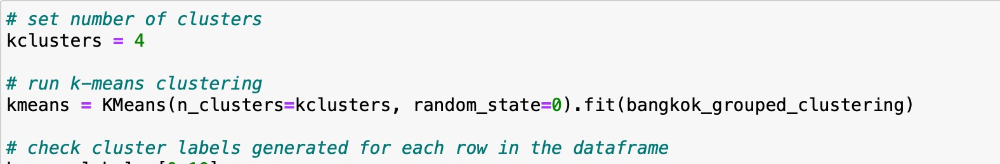 # set number of clusters
kclusters = 4
# run k-means clustering
kmeans = KMeans(n_clusters=kclusters, random_state=0).fit(bangkok_grouped_clustering)
# check cluster labels generated for each row in the dataframe